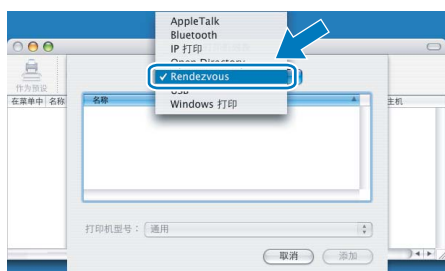 AppleTalk
Bluetooth
IP 打印
Open Directory
✓ Rendezvous
USB
Windows 打印
作为预设
在菜单中 名称
名称
主机
打印机型号： 通用
取消
添加